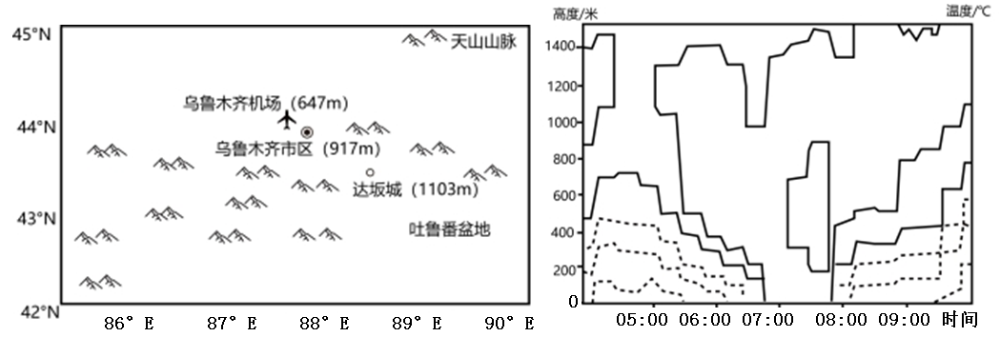 45°N
天山山脉
乌鲁木齐机场（647m）
44°N
乌鲁木齐市区（917m）
达坂城（1103m）
43°N
吐鲁番盆地
42°N
86°E 87°E 88°E 89°E 90°E
高度/米
温度/℃
1400
1200
1000
800
600
400
200
0
05:00 06:00 07:00 08:00 09:00 时间